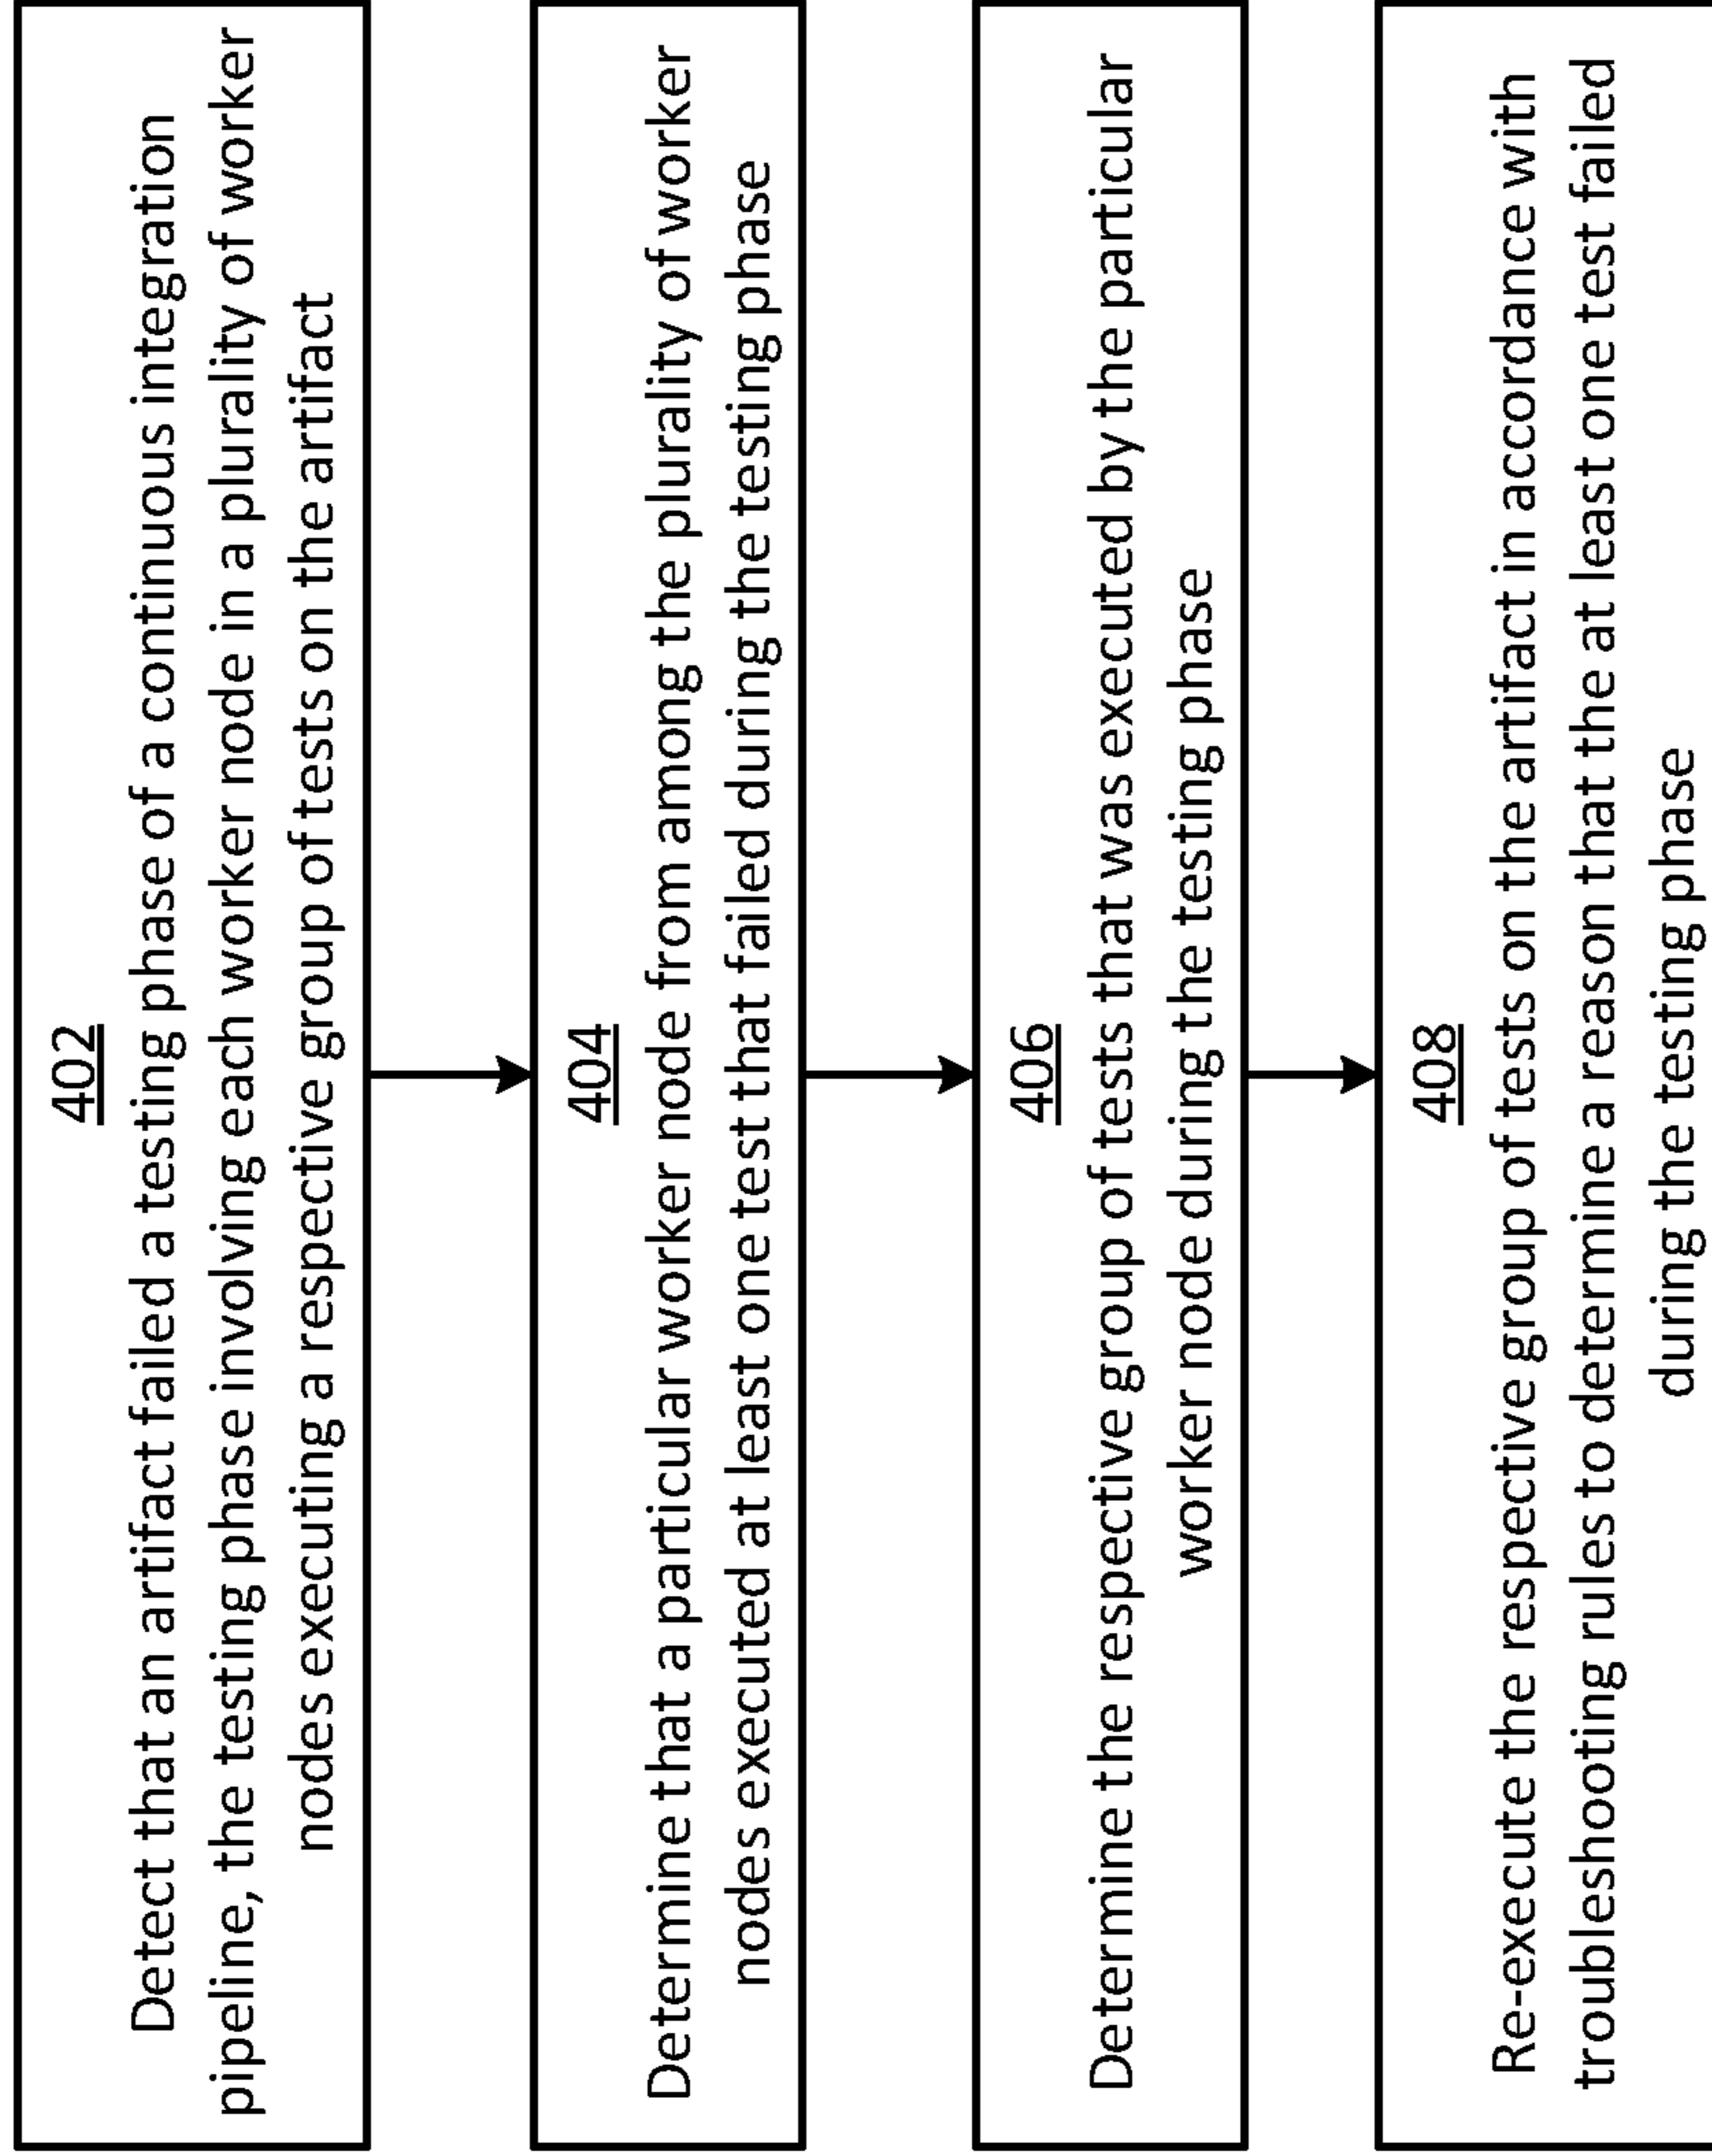 402
Detect that an artifact failed a testing phase of a continuous integration
pipeline, the testing phase involving each worker node in a plurality of worker
nodes executing a respective group of tests on the artifact
404
Determine that a particular worker node from among the plurality of worker
nodes executed at least one test that failed during the testing phase
406
Determine the respective group of tests that was executed by the particular
worker node during the testing phase
408
Re-execute the respective group of tests on the artifact in accordance with
troubleshooting rules to determine a reason that the at least one test failed
during the testing phase